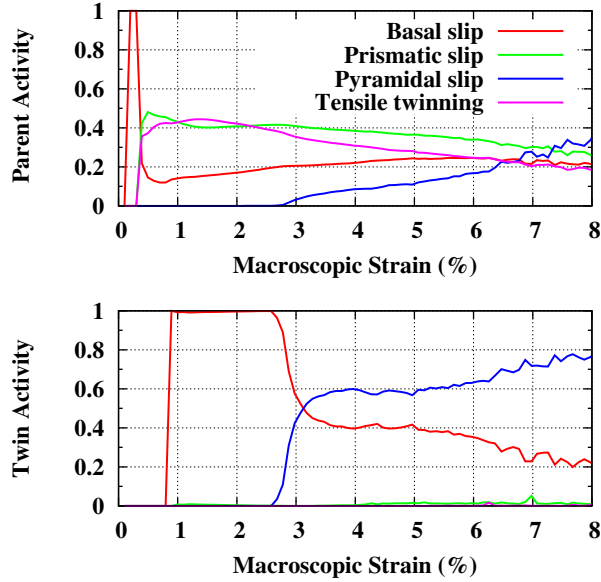 1
0.8
0.6
0.4
0.2
0
Parent Activity
Basal slip
Prismatic slip
Pyramidal slip
Tensile twinning
0 1 2 3 4 5 6 7 8
Macroscopic Strain (%)
1
0.8
0.6
0.4
0.2
0
Twin Activity
0 1 2 3 4 5 6 7 8
Macroscopic Strain (%)